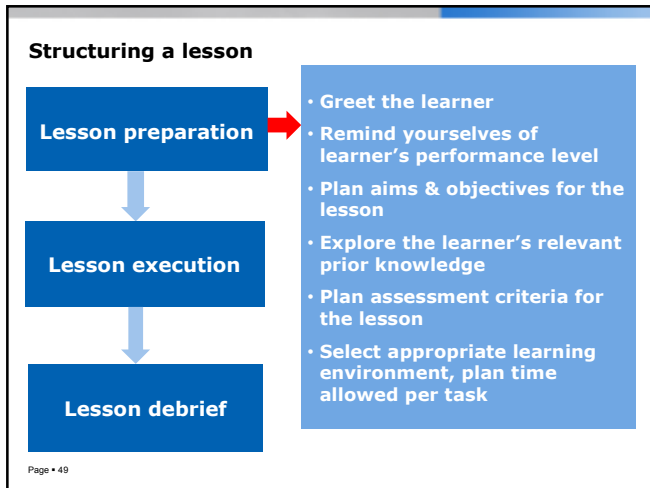 Structuring a lesson
Lesson preparation
• Greet the learner
• Remind yourselves of
learner's performance level
• Plan aims & objectives for the
lesson
• Explore the learner's relevant
prior knowledge
• Plan assessment criteria for
the lesson
• Select appropriate learning
environment, plan time
allowed per task
Lesson execution
Lesson debrief
Page ▪ 49